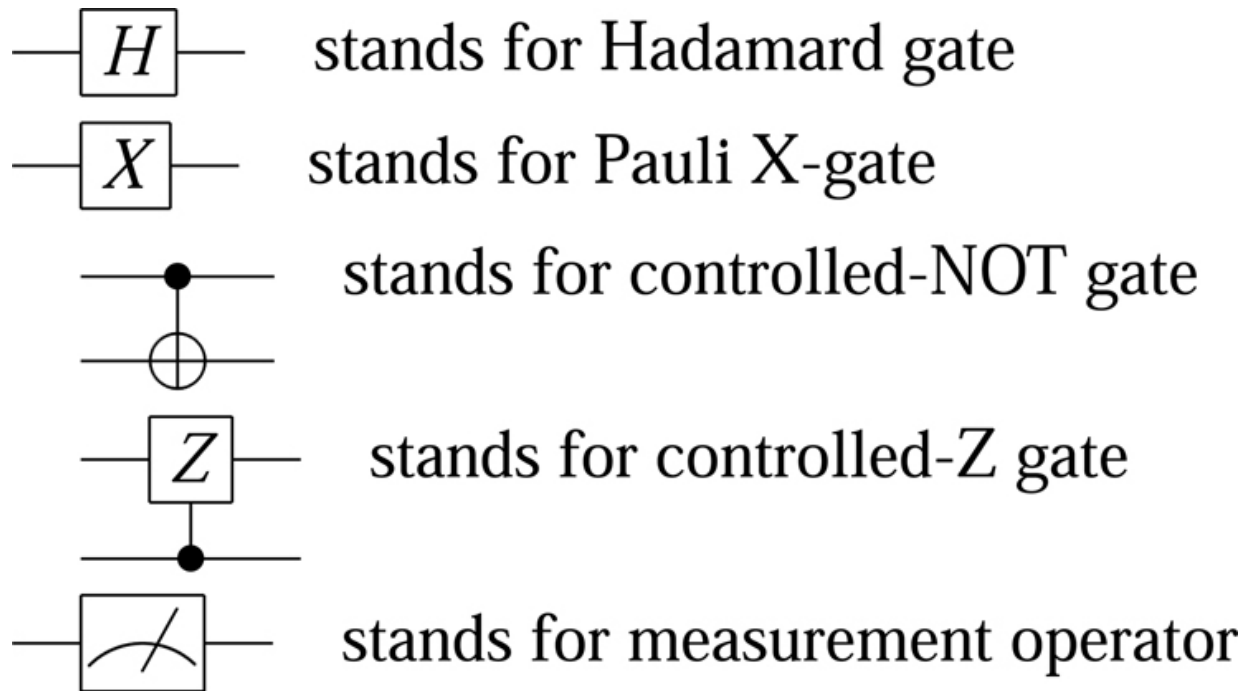 H stands for Hadamard gate
X stands for Pauli X-gate
stands for controlled-NOT gate
Z stands for controlled-Z gate
stands for measurement operator